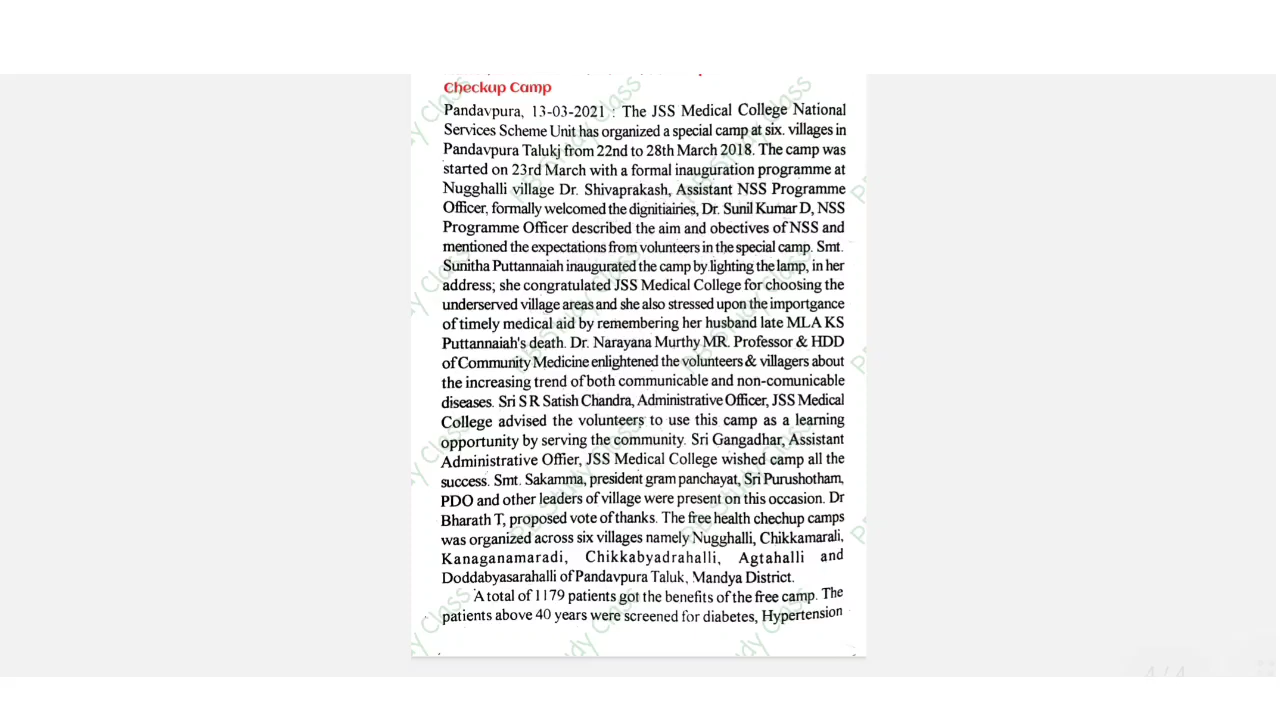 Checkup Camp
Pandavpura, 13-03-2021 : The JSS Medical College National
Services Scheme Unit has organized a special camp at six. villages in
Pandavpura Talukj from 22nd to 28th March 2018. The camp was
started on 23rd March with a formal inauguration programme at
Nugghalli village Dr. Shivaprakash, Assistant NSS Programme
Officer, formally welcomed the dignitiairies, Dr. Sunil Kumar D, NSS
Programme Officer described the aim and obectives of NSS and
mentioned the expectations from volunteers in the special camp. Smt.
Sunitha Puttannaiah inaugurated the camp by lighting the lamp, in her
address; she congratulated JSS Medical College for choosing the
underserved village areas and she also stressed upon the importgance
of timely medical aid by remembering her husband late MLA KS
Puttannaiah's death. Dr. Narayana Murthy MR. Professor & HDD
of Community Medicine enlightened the volunteers & villagers about
the increasing trend of both communicable and non-comunicable
diseases. Sri S R Satish Chandra, Administrative Officer, JSS Medical
College advised the volunteers to use this camp as a learning
opportunity by serving the community. Sri Gangadhar, Assistant
Administrative Offier, JSS Medical College wished camp all the
success. Smt. Sakamma, president gram panchayat, Sri Purushotham,
PDO and other leaders of village were present on this occasion. Dr
Bharath T, proposed vote of thanks. The free health chechup camps
was organized across six villages namely Nugghalli, Chikkamarali,
Kanaganamaradi, Chikkabyadrahalli, Agtahalli and
Doddabyasarahalli of Pandavpura Taluk, Mandya District.
A total of 1179 patients got the benefits of the free camp. The
patients above 40 years were screened for diabetes, Hypertension
PB Study Class
4 / 4